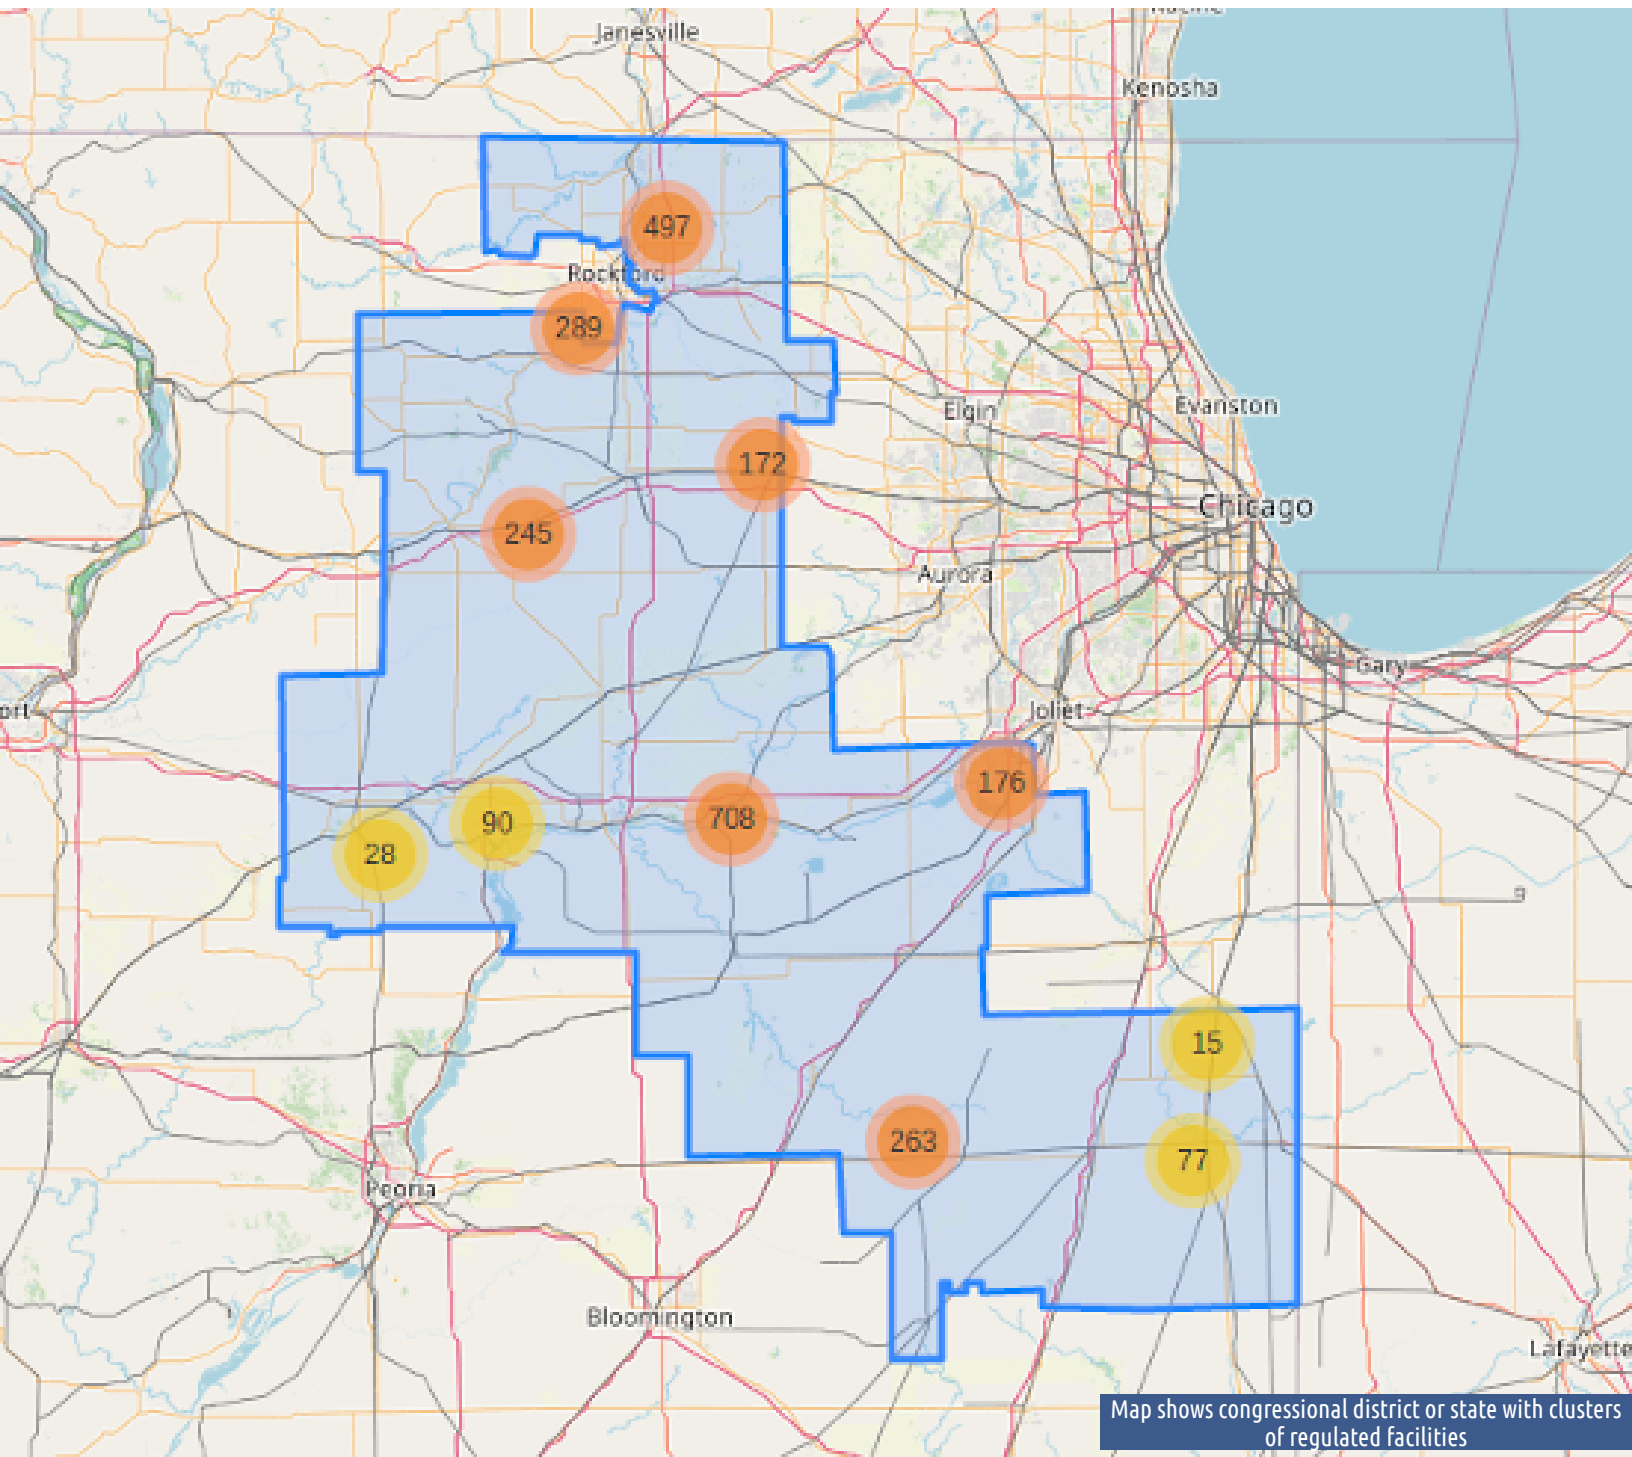 Janesville
Kenosha
497
Rockford
289
Elgin
Evanston
172
Chicago
245
Aurora
Gary
ort
Joliet
176
708
90
28
15
263
77
Peoria
Bloomington
Lafayette
Map shows congressional district or state with clusters
of regulated facilities